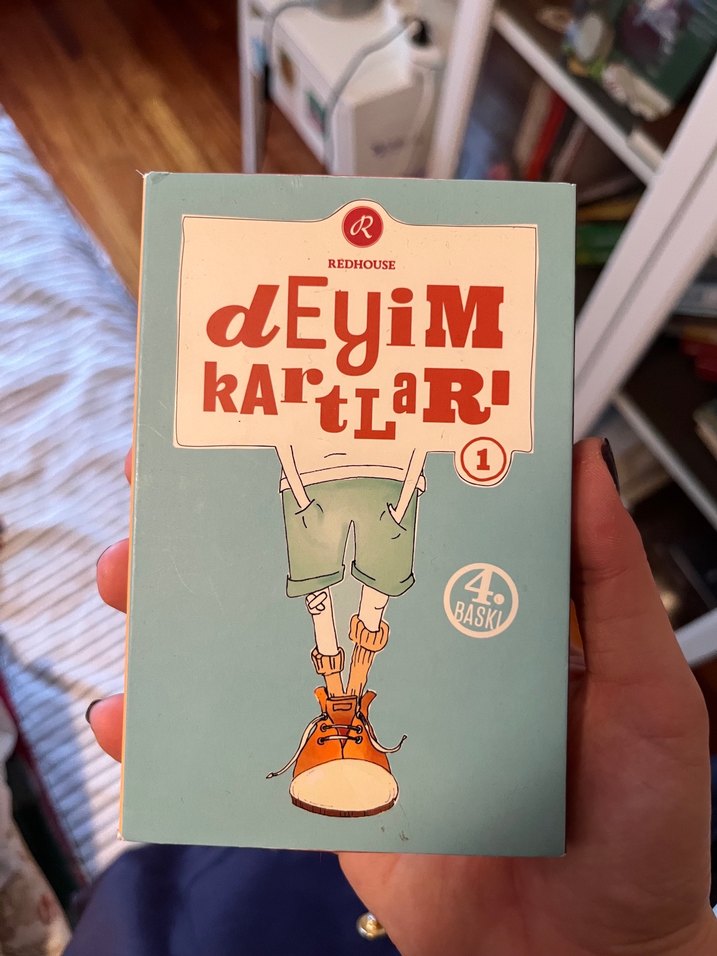 R
REDHOUSE
dEyiM
kArtLaRI
1
4.
BASKI